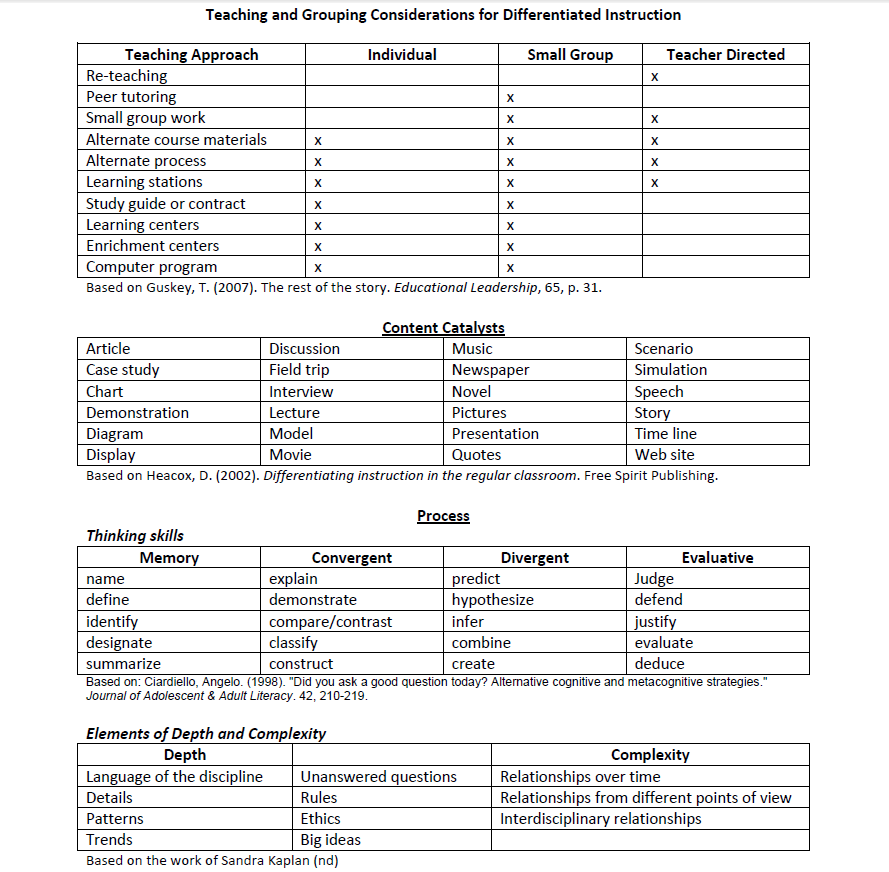 Teaching and Grouping Considerations for Differentiated Instruction
Teaching Approach Individual Small Group Teacher Directed
Re-teaching x
Peer tutoring x
Small group work x x
Alternate course materials x x x
Alternate process x x x
Learning stations x x x
Study guide or contract x x
Learning centers x x
Enrichment centers x x
Computer program x x
Based on Guskey, T. (2007). The rest of the story. Educational Leadership, 65, p. 31.
Content Catalysts
Article Discussion Music Scenario
Case study Field trip Newspaper Simulation
Chart Interview Novel Speech
Demonstration Lecture Pictures Story
Diagram Model Presentation Time line
Display Movie Quotes Web site
Based on Heacox, D. (2002). Differentiating instruction in the regular classroom. Free Spirit Publishing.
Process
Thinking skills
Memory Convergent Divergent Evaluative
name explain predict Judge
define demonstrate hypothesize defend
identify compare/contrast infer justify
designate classify combine evaluate
summarize construct create deduce
Based on: Ciardiello, Angelo. (1998). "Did you ask a good question today? Alternative cognitive and metacognitive strategies."
Journal of Adolescent & Adult Literacy. 42, 210-219.
Elements of Depth and Complexity
Depth Complexity
Language of the discipline Unanswered questions Relationships over time
Details Rules Relationships from different points of view
Patterns Ethics Interdisciplinary relationships
Trends Big ideas
Based on the work of Sandra Kaplan (nd)